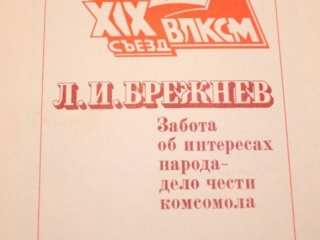 XIX ВЛКСМ
СЪЕЗД
Л.И.БРЕЖНЕВ
Забота
об интересах
народа-
дело чести
комсомола